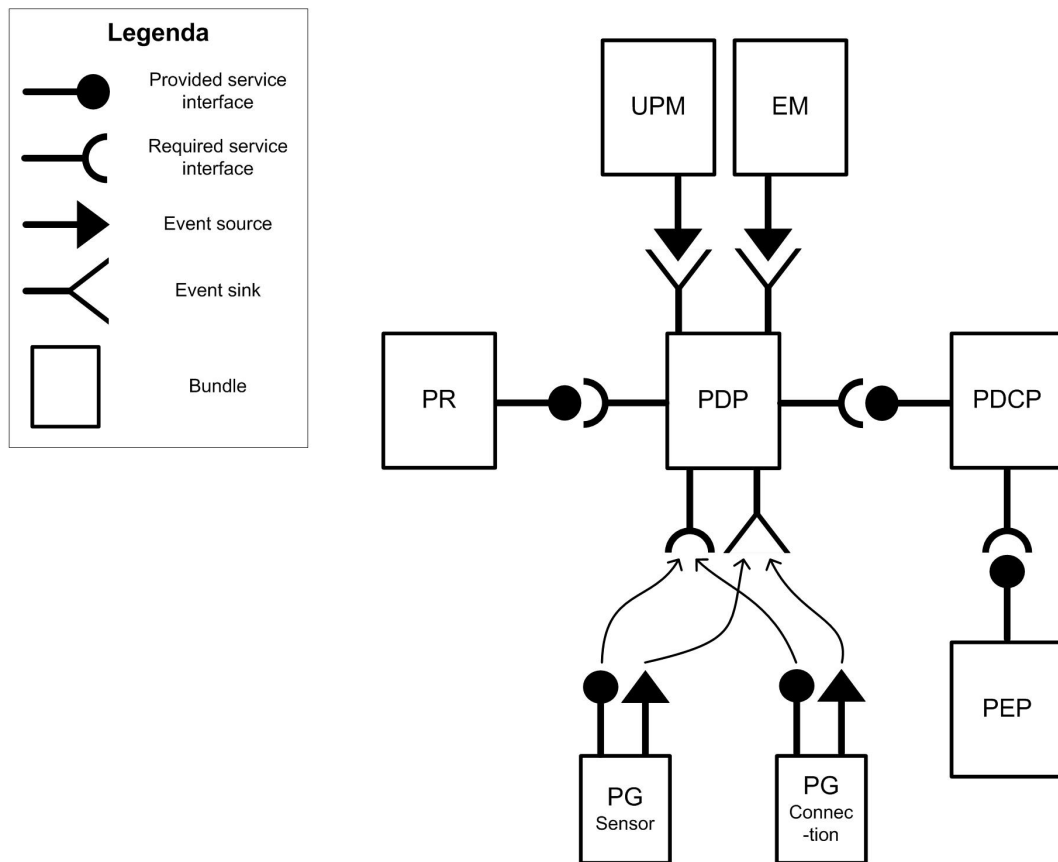 Legenda
Provided service
interface
Required service
interface
Event source
Event sink
Bundle
UPM
EM
PR
PDP
PDCP
PEP
PG
Sensor
PG
Connec
-tion